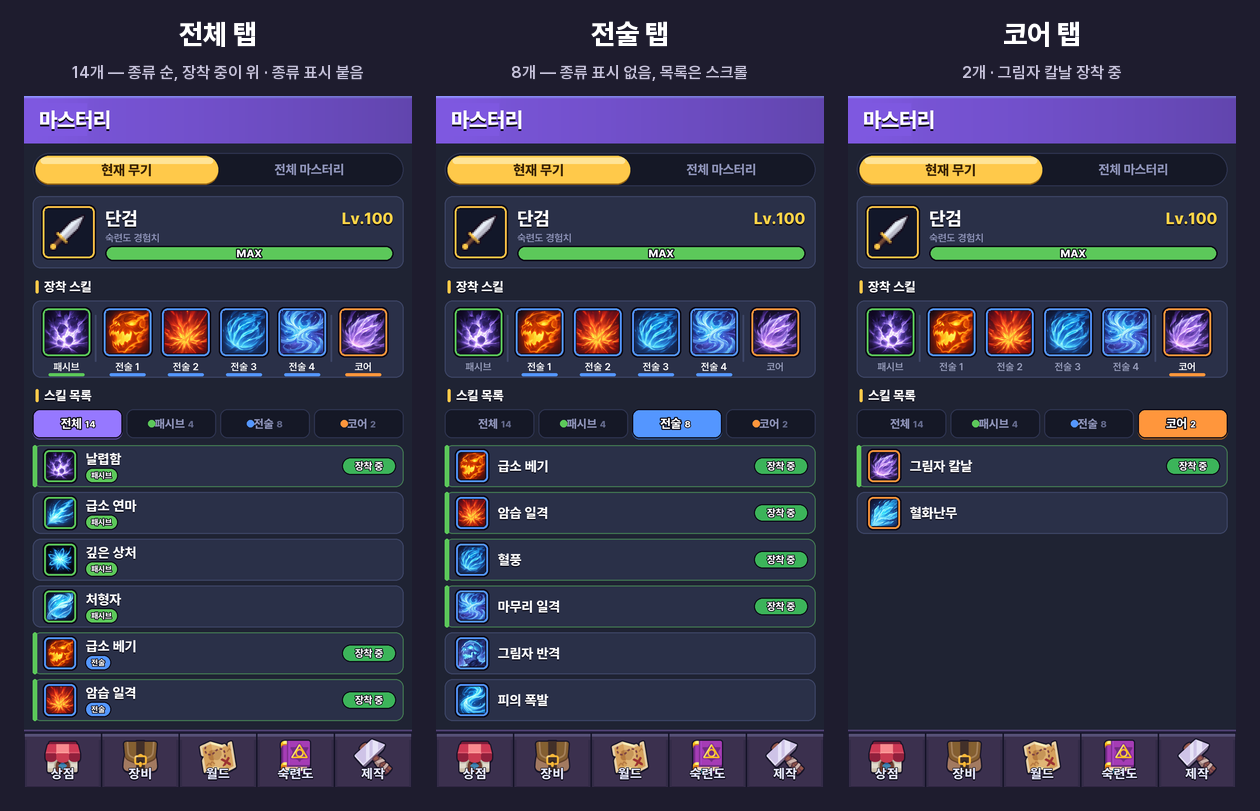 전체 탭
14개 — 종류 순, 장착 중이 위 · 종류 표시 붙음
마스터리
현재 무기
전체 마스터리
단검
Lv.100
숙련도 경험치
MAX
장착 스킬
패시브
전술 1
전술 2
전술 3
전술 4
코어
스킬 목록
전체 14
패시브 4
전술 8
코어 2
날렵함
패시브
장착 중
급소 연마
패시브
깊은 상처
패시브
처형자
패시브
급소 베기
전술
장착 중
암습 일격
전술
장착 중
상점
장비
월드
숙련도
제작
전술 탭
8개 — 종류 표시 없음, 목록은 스크롤
마스터리
현재 무기
전체 마스터리
단검
Lv.100
숙련도 경험치
MAX
장착 스킬
패시브
전술 1
전술 2
전술 3
전술 4
코어
스킬 목록
전체 14
패시브 4
전술 8
코어 2
급소 베기
장착 중
암습 일격
장착 중
혈풍
장착 중
마무리 일격
장착 중
그림자 반격
피의 폭발
상점
장비
월드
숙련도
제작
코어 탭
2개 · 그림자 칼날 장착 중
마스터리
현재 무기
전체 마스터리
단검
Lv.100
숙련도 경험치
MAX
장착 스킬
패시브
전술 1
전술 2
전술 3
전술 4
코어
스킬 목록
전체 14
패시브 4
전술 8
코어 2
그림자 칼날
장착 중
혈화난무
상점
장비
월드
숙련도
제작